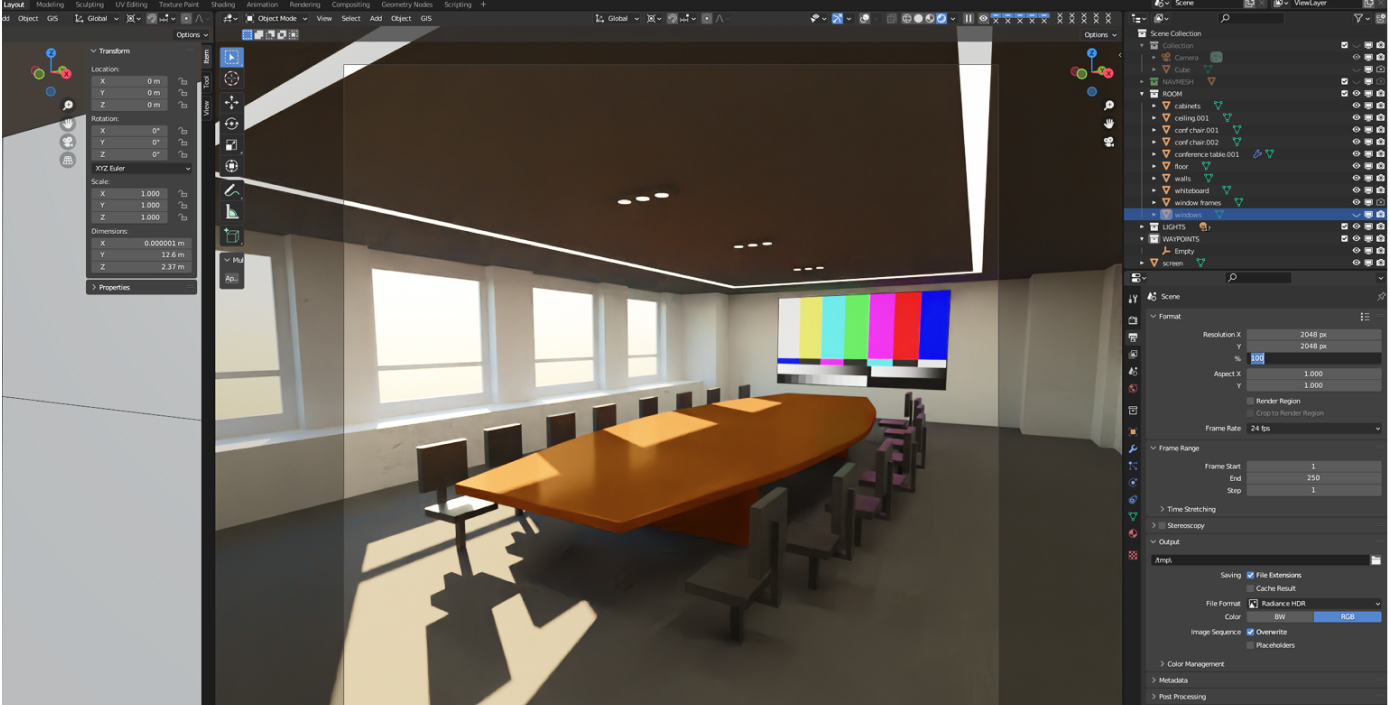 Layout Modeling Sculpting UV Editing Texture Paint Shading Animation Rendering Compositing Geometry Nodes Scripting +
Scene
ViewLayer
Object GIS
Global
Object Mode View Select Add Object GIS
Global
Options
Options
Transform
Location:
X 0 m
Y 0 m
Z 0 m
Rotation:
X 0°
Y 0°
Z 0°
XYZ Euler
Scale:
X 1.000
Y 1.000
Z 1.000
Dimensions:
X 0.000001 m
Y 12.6 m
Z 2.37 m
Properties
Item
Tool
View
Mul
Ap...
Z
X
Z
X
Scene Collection
Collection
Camera
Cube
NAVMESH
ROOM
cabinets
ceiling.001
conf chair.001
conf chair.002
conference table.001
floor
walls
whiteboard
window frames
windows
LIGHTS
WAYPOINTS
Empty
screen
Scene
Format
Resolution X 2048 px
Y 2048 px
% 100
Aspect X 1.000
Y 1.000
Render Region
Crop to Render Region
Frame Rate 24 fps
Frame Range
Frame Start 1
End 250
Step 1
Time Stretching
Stereoscopy
Output
/tmp\
Saving File Extensions
Cache Result
File Format Radiance HDR
Color BW RGB
Image Sequence Overwrite
Placeholders
Color Management
Metadata
Post Processing